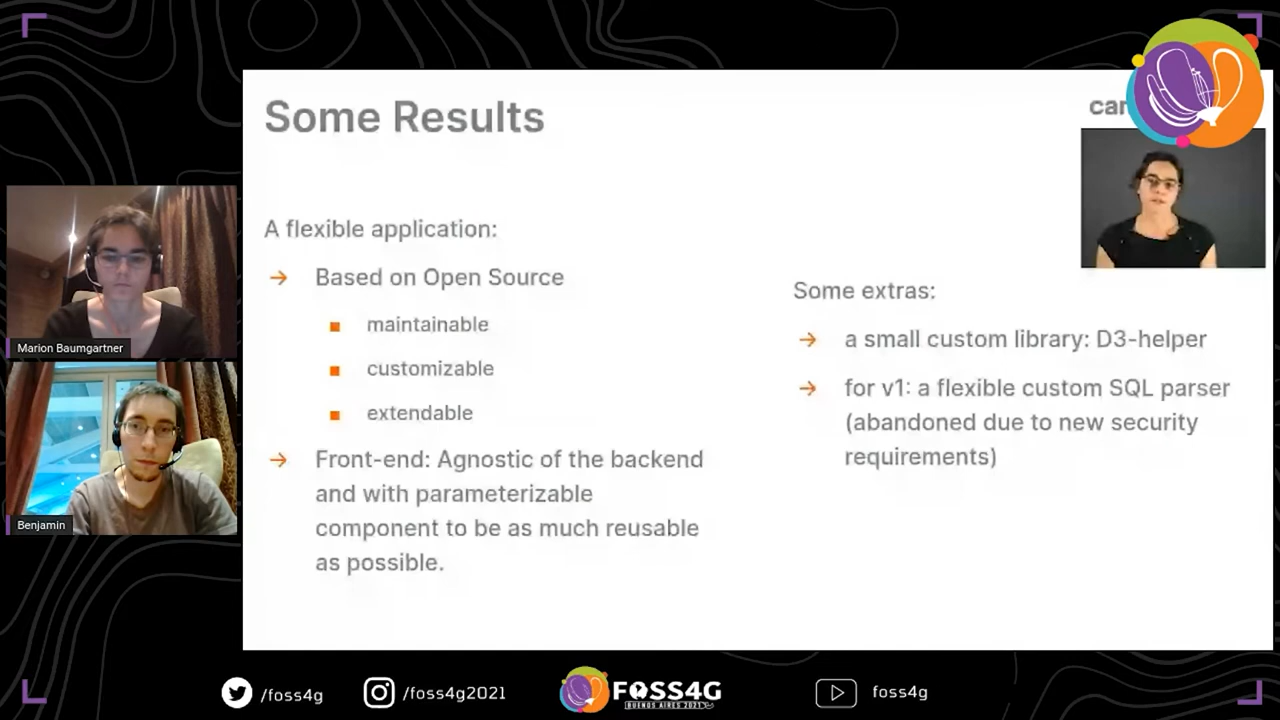 Some Results
A flexible application:
Based on Open Source
maintainable
customizable
extendable
Front-end: Agnostic of the backend
and with parameterizable
component to be as much reusable
as possible.
Some extras:
a small custom library: D3-helper
for v1: a flexible custom SQL parser
(abandoned due to new security
requirements)
Marion Baumgartner
Benjamin
/foss4g
/foss4g2021
FOSS4G
BUENOS AIRES 2021
foss4g